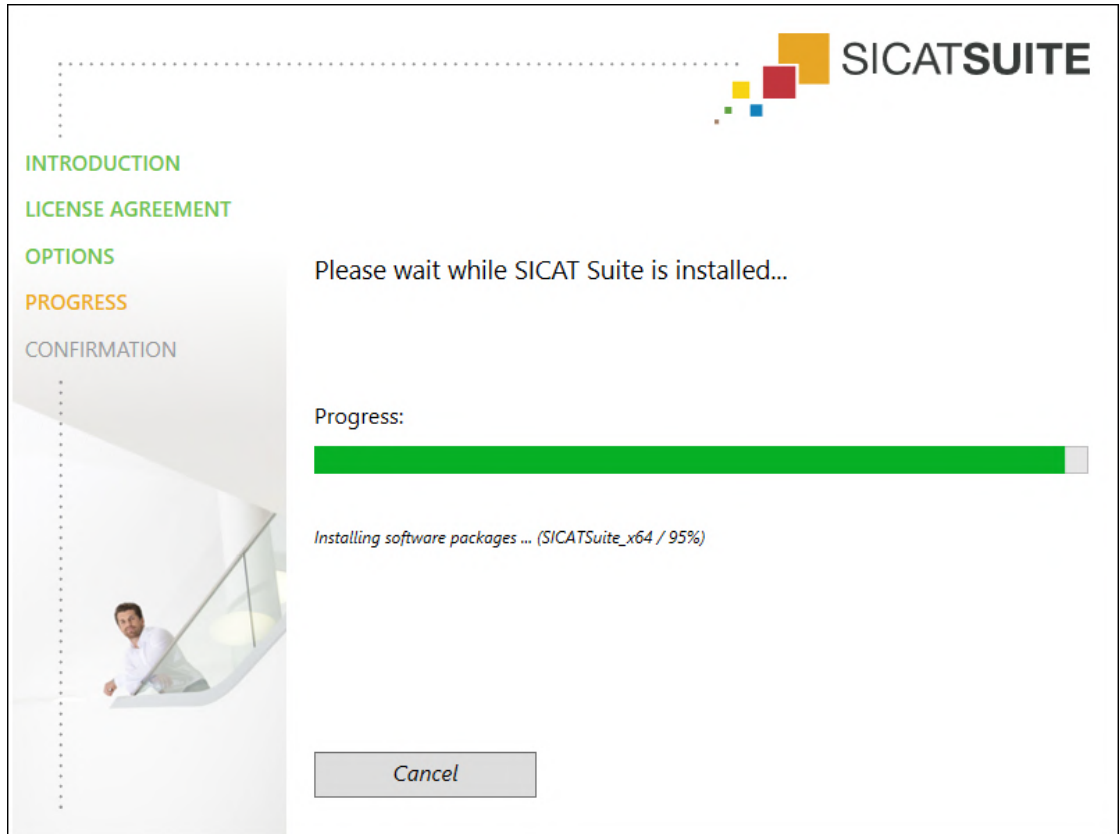 SICATSUITE
INTRODUCTION
LICENSE AGREEMENT
OPTIONS
PROGRESS
CONFIRMATION
Please wait while SICAT Suite is installed...
Progress:
Installing software packages ... (SICATSuite_x64 / 95%)
Cancel